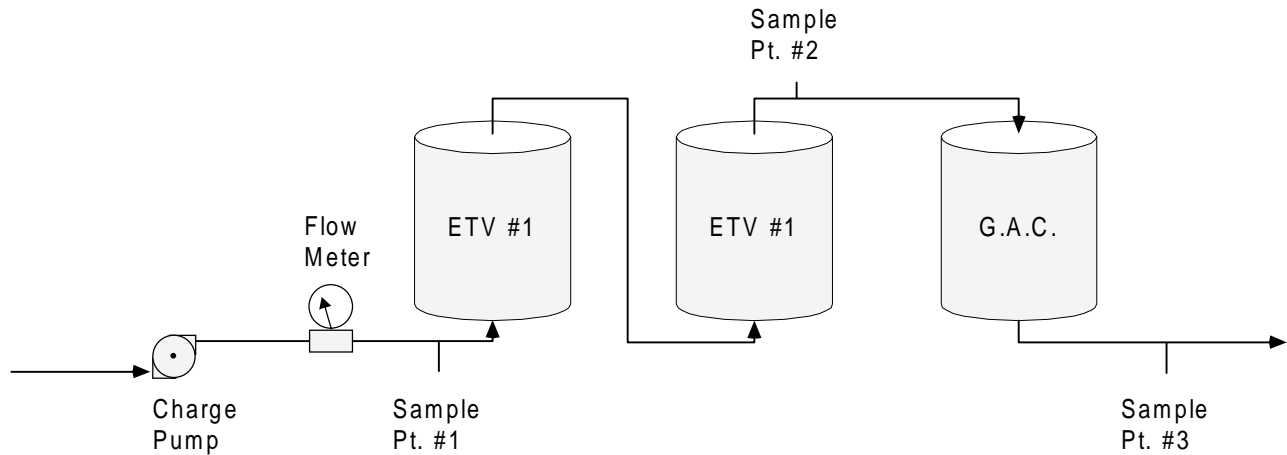 Sample
Pt. #2
ETV #1
ETV #1
G.A.C.
Flow
Meter
Charge
Pump
Sample
Pt. #1
Sample
Pt. #3